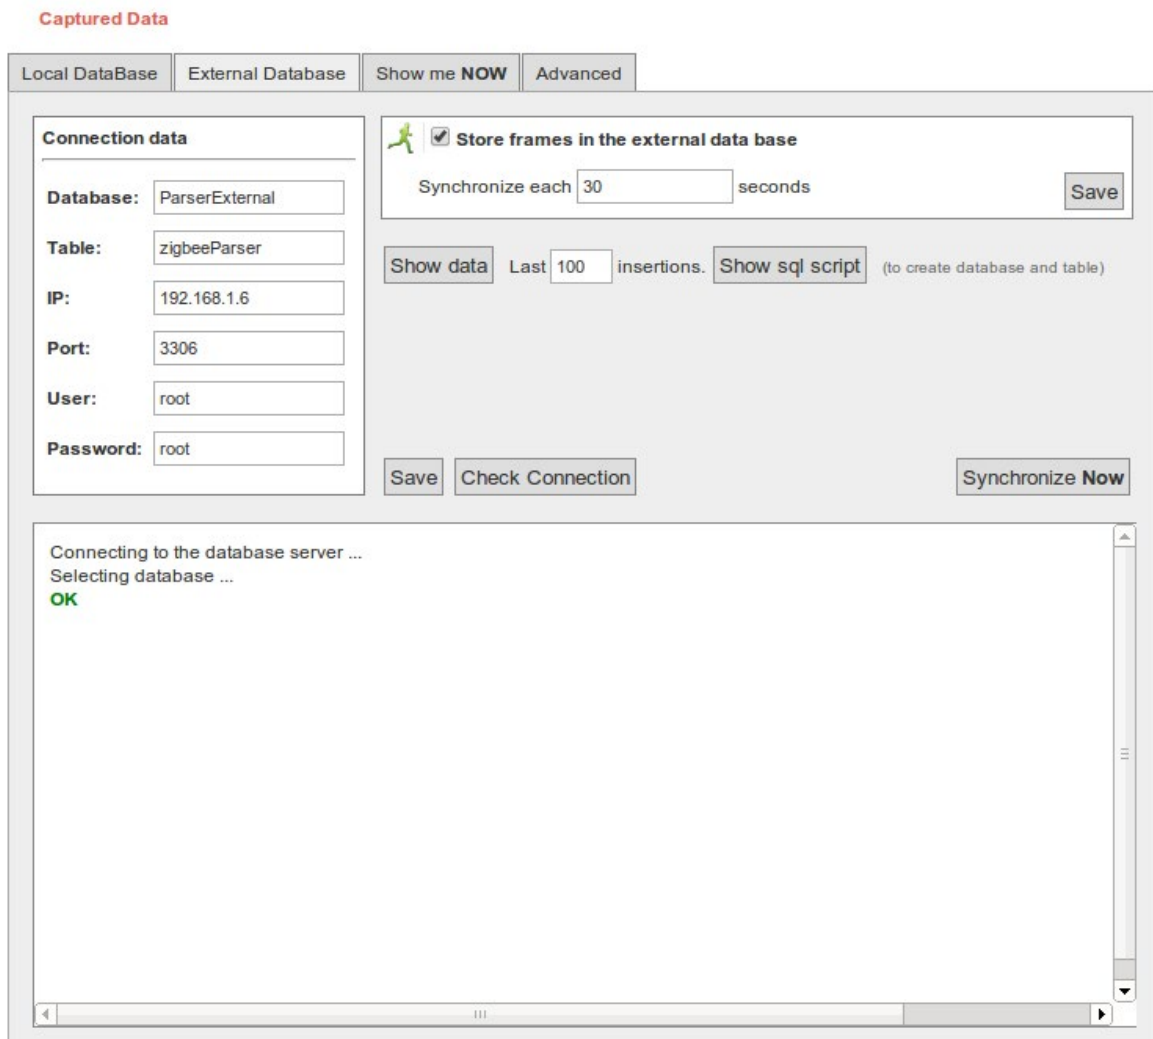 Captured Data
Local DataBase External Database Show me NOW Advanced
Connection data
Database: ParserExternal
Table: zigbeeParser
IP: 192.168.1.6
Port: 3306
User: root
Password: root
Store frames in the external data base
Synchronize each 30 seconds
Save
Show data Last 100 insertions. Show sql script (to create database and table)
Save Check Connection Synchronize Now
Connecting to the database server ...
Selecting database ...
OK